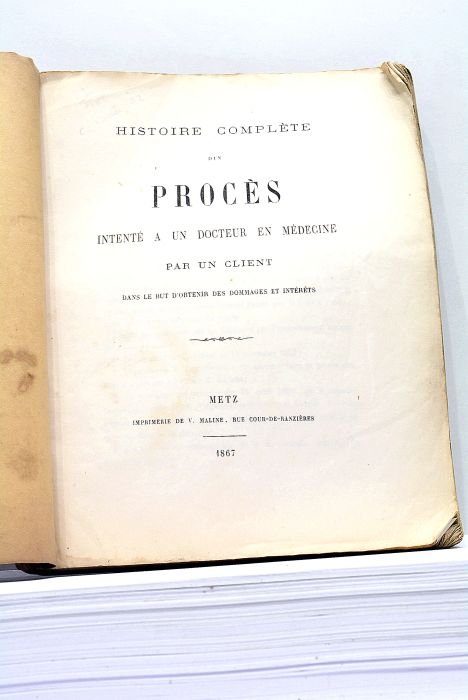 HISTOIRE COMPLÈTE
D'UN
PROCÈS
INTENTÉ A UN DOCTEUR EN MÉDECINE
PAR UN CLIENT
DANS LE BUT D'OBTENIR DES DOMMAGES ET INTÉRÊTS
METZ
IMPRIMERIE DE V. MALINE, RUE COUR-DE-RANZIÈRES
1867